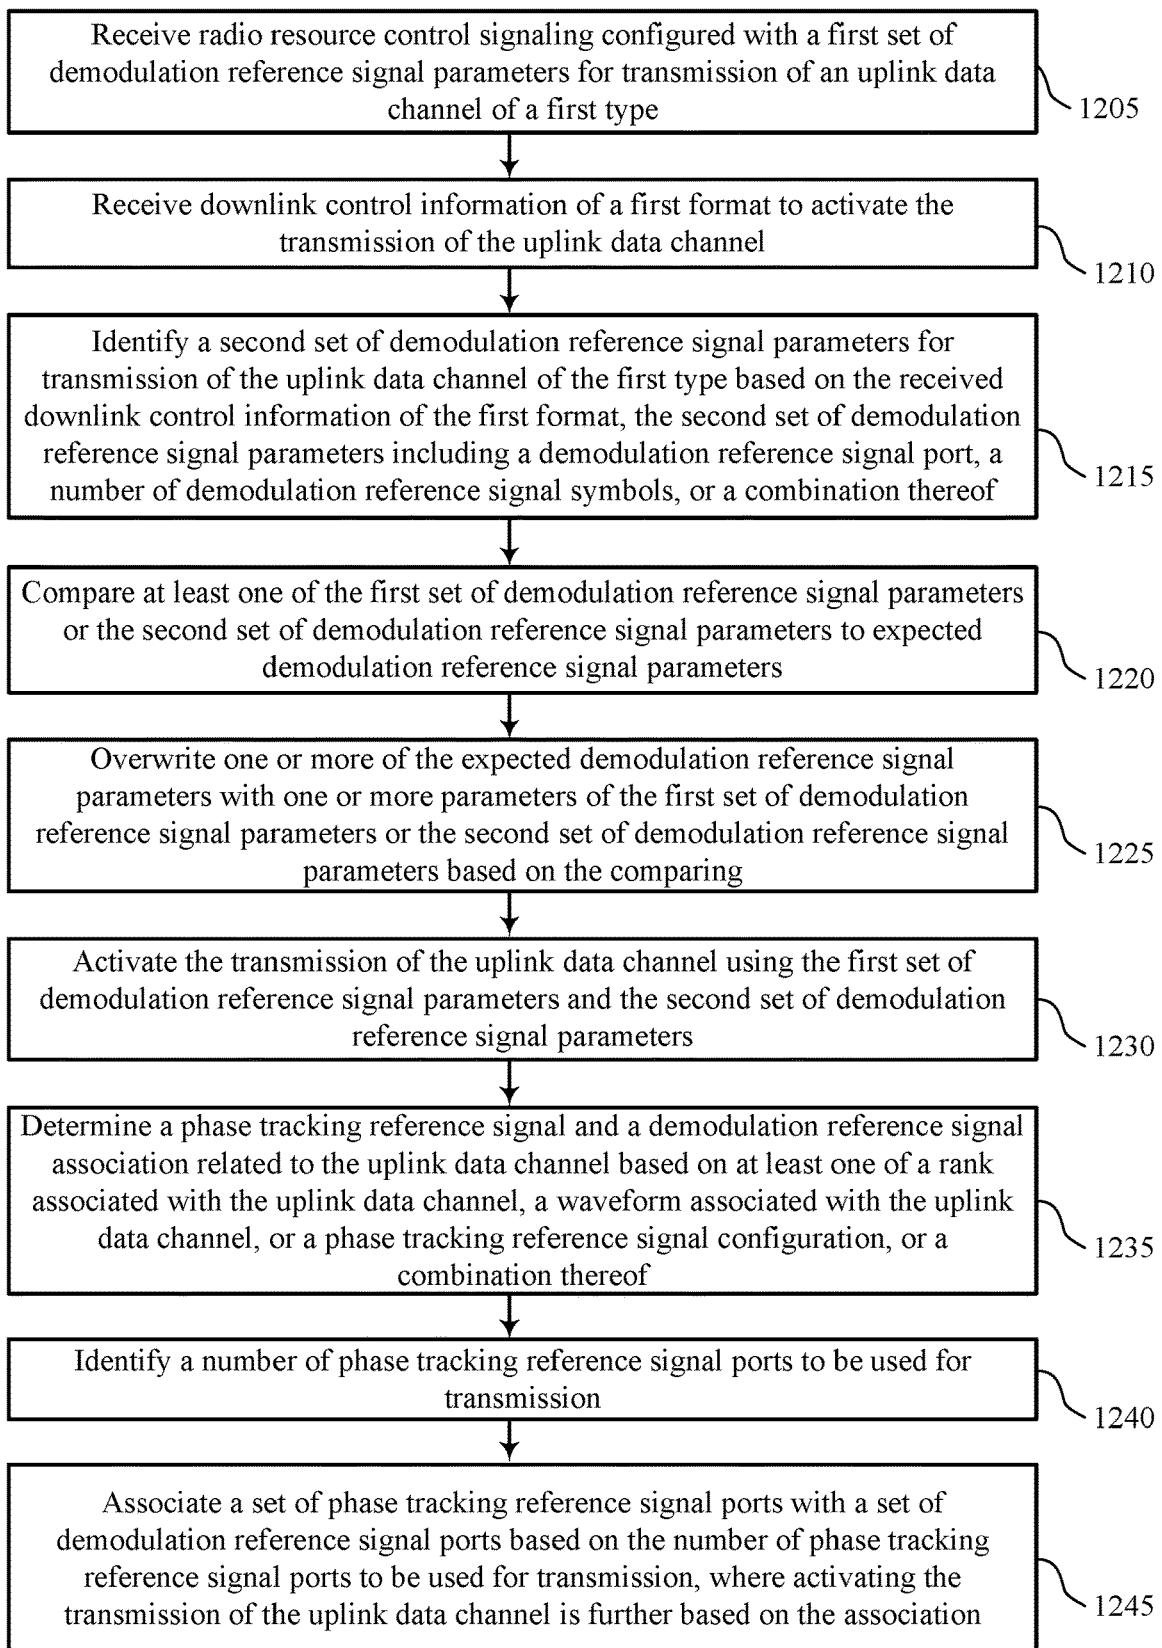 Receive radio resource control signaling configured with a first set of
demodulation reference signal parameters for transmission of an uplink data
channel of a first type
1205
Receive downlink control information of a first format to activate the
transmission of the uplink data channel
1210
Identify a second set of demodulation reference signal parameters for
transmission of the uplink data channel of the first type based on the received
downlink control information of the first format, the second set of demodulation
reference signal parameters including a demodulation reference signal port, a
number of demodulation reference signal symbols, or a combination thereof
1215
Compare at least one of the first set of demodulation reference signal parameters
or the second set of demodulation reference signal parameters to expected
demodulation reference signal parameters
1220
Overwrite one or more of the expected demodulation reference signal
parameters with one or more parameters of the first set of demodulation
reference signal parameters or the second set of demodulation reference signal
parameters based on the comparing
1225
Activate the transmission of the uplink data channel using the first set of
demodulation reference signal parameters and the second set of demodulation
reference signal parameters
1230
Determine a phase tracking reference signal and a demodulation reference signal
association related to the uplink data channel based on at least one of a rank
associated with the uplink data channel, a waveform associated with the uplink
data channel, or a phase tracking reference signal configuration, or a
combination thereof
1235
Identify a number of phase tracking reference signal ports to be used for
transmission
1240
Associate a set of phase tracking reference signal ports with a set of
demodulation reference signal ports based on the number of phase tracking
reference signal ports to be used for transmission, where activating the
transmission of the uplink data channel is further based on the association
1245